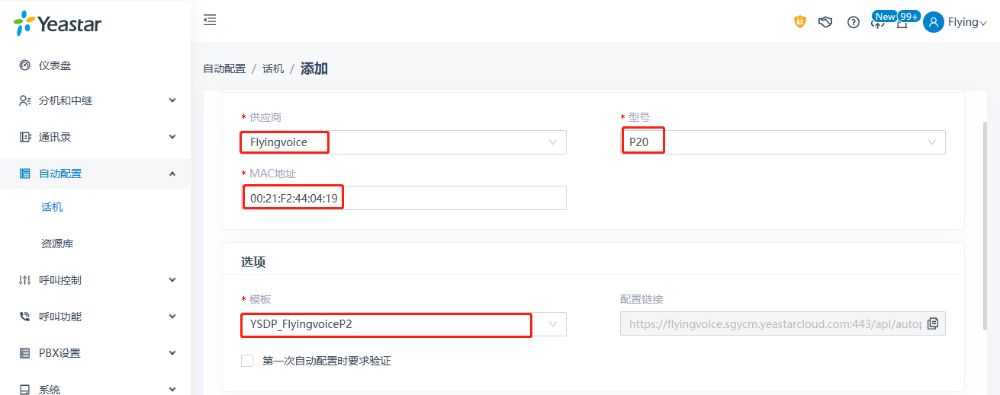 Yeastar
New 99+
Flying
仪表盘
分机和中继
通讯录
自动配置
话机
资源库
呼叫控制
呼叫功能
PBX设置
系统
自动配置 / 话机 / 添加
* 供应商
* 型号
Flyingvoice
P20
* MAC地址
00:21:F2:44:04:19
选项
* 模板
配置链接
YSDP_FlyingvoiceP2
https://flyingvoice.sgycm.yeastarcloud.com:443/api/autop
第一次自动配置时要求验证